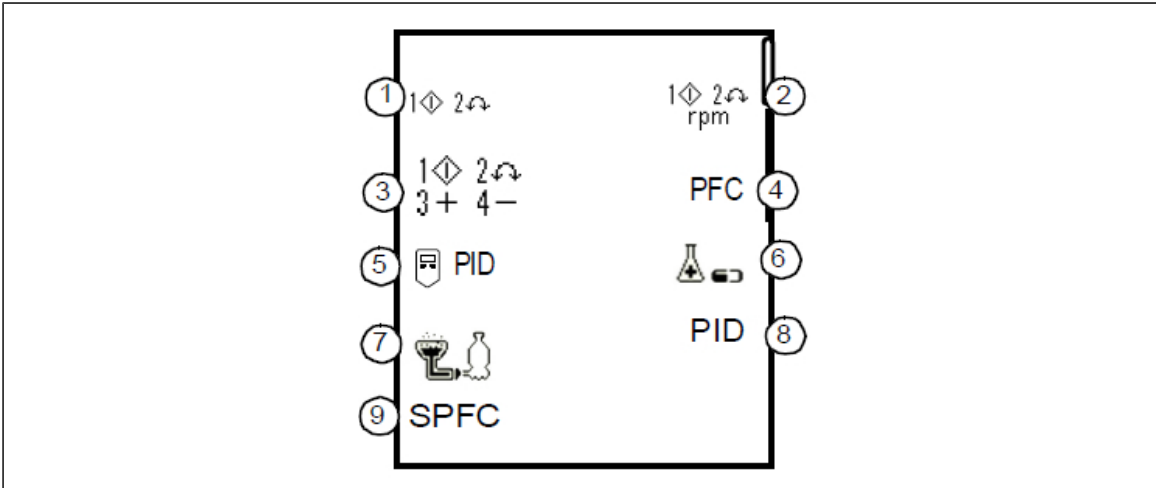 1 1 2
1 2 rpm 2
3 1 2
3+ 4−
PFC 4
5 PID
6
7
PID 8
9 SPFC